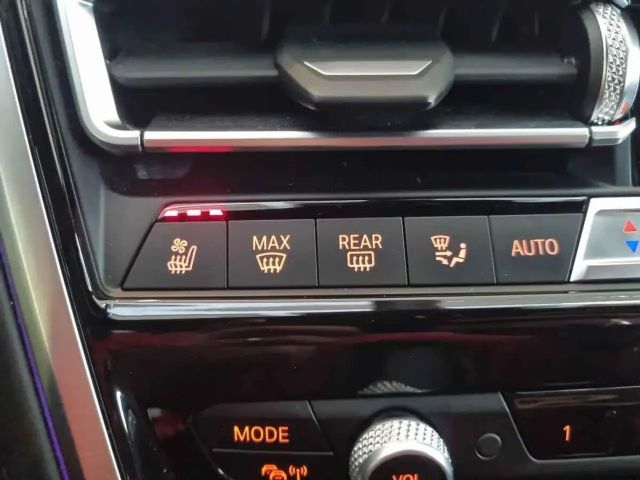 MAX REAR AUTO
MODE 1
VOL